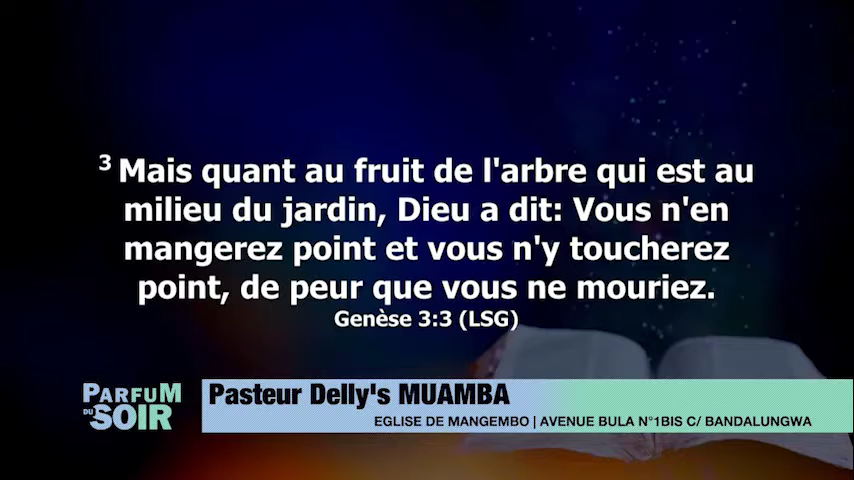 3 Mais quant au fruit de l'arbre qui est au
milieu du jardin, Dieu a dit: Vous n'en
mangerez point et vous n'y toucherez
point, de peur que vous ne mouriez.
Genèse 3:3 (LSG)
PARFUM
DU SOIR
Pasteur Delly's MUAMBA
EGLISE DE MANGEMBO | AVENUE BULA N°1BIS C/ BANDALUNGWA